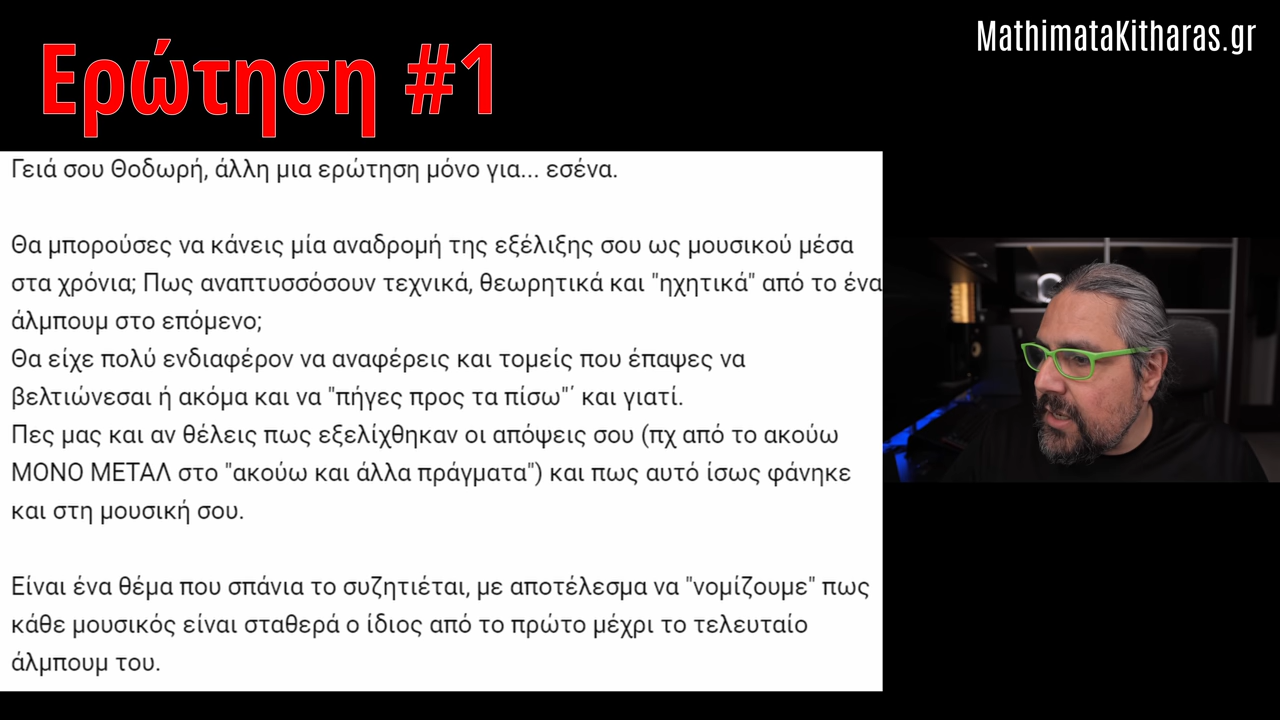 Ερώτηση #1
MathimataKitharas.gr
Γειά σου Θοδωρή, άλλη μια ερώτηση μόνο για... εσένα.
Θα μπορούσες να κάνεις μία αναδρομή της εξέλιξης σου ως μουσικού μέσα
στα χρόνια; Πως αναπτυσσόσουν τεχνικά, θεωρητικά και "ηχητικά" από το ένα
άλμπουμ στο επόμενο;
Θα είχε πολύ ενδιαφέρον να αναφέρεις και τομείς που έπαψες να
βελτιώνεσαι ή ακόμα και να "πήγες προς τα πίσω"΄ και γιατί.
Πες μας και αν θέλεις πως εξελίχθηκαν οι απόψεις σου (πχ από το ακούω
ΜΟΝΟ ΜΕΤΑΛ στο "ακούω και άλλα πράγματα") και πως αυτό ίσως φάνηκε
και στη μουσική σου.
Είναι ένα θέμα που σπάνια το συζητιέται, με αποτέλεσμα να "νομίζουμε" πως
κάθε μουσικός είναι σταθερά ο ίδιος από το πρώτο μέχρι το τελευταίο
άλμπουμ του.